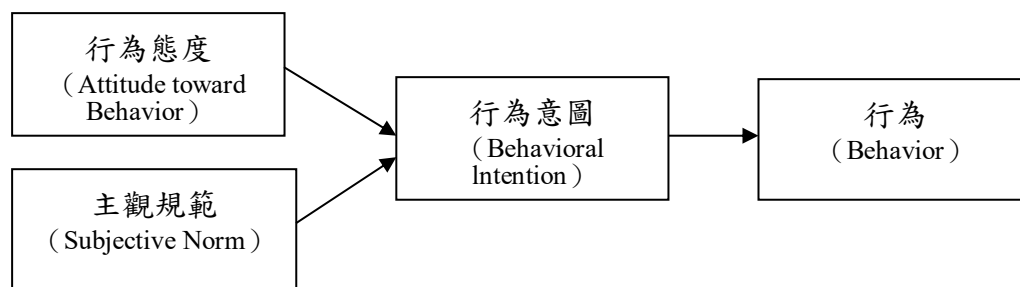 行為態度
（Attitude toward
Behavior）
主觀規範
（Subjective Norm）
行為意圖
（Behavioral
lntention）
行為
（Behavior）